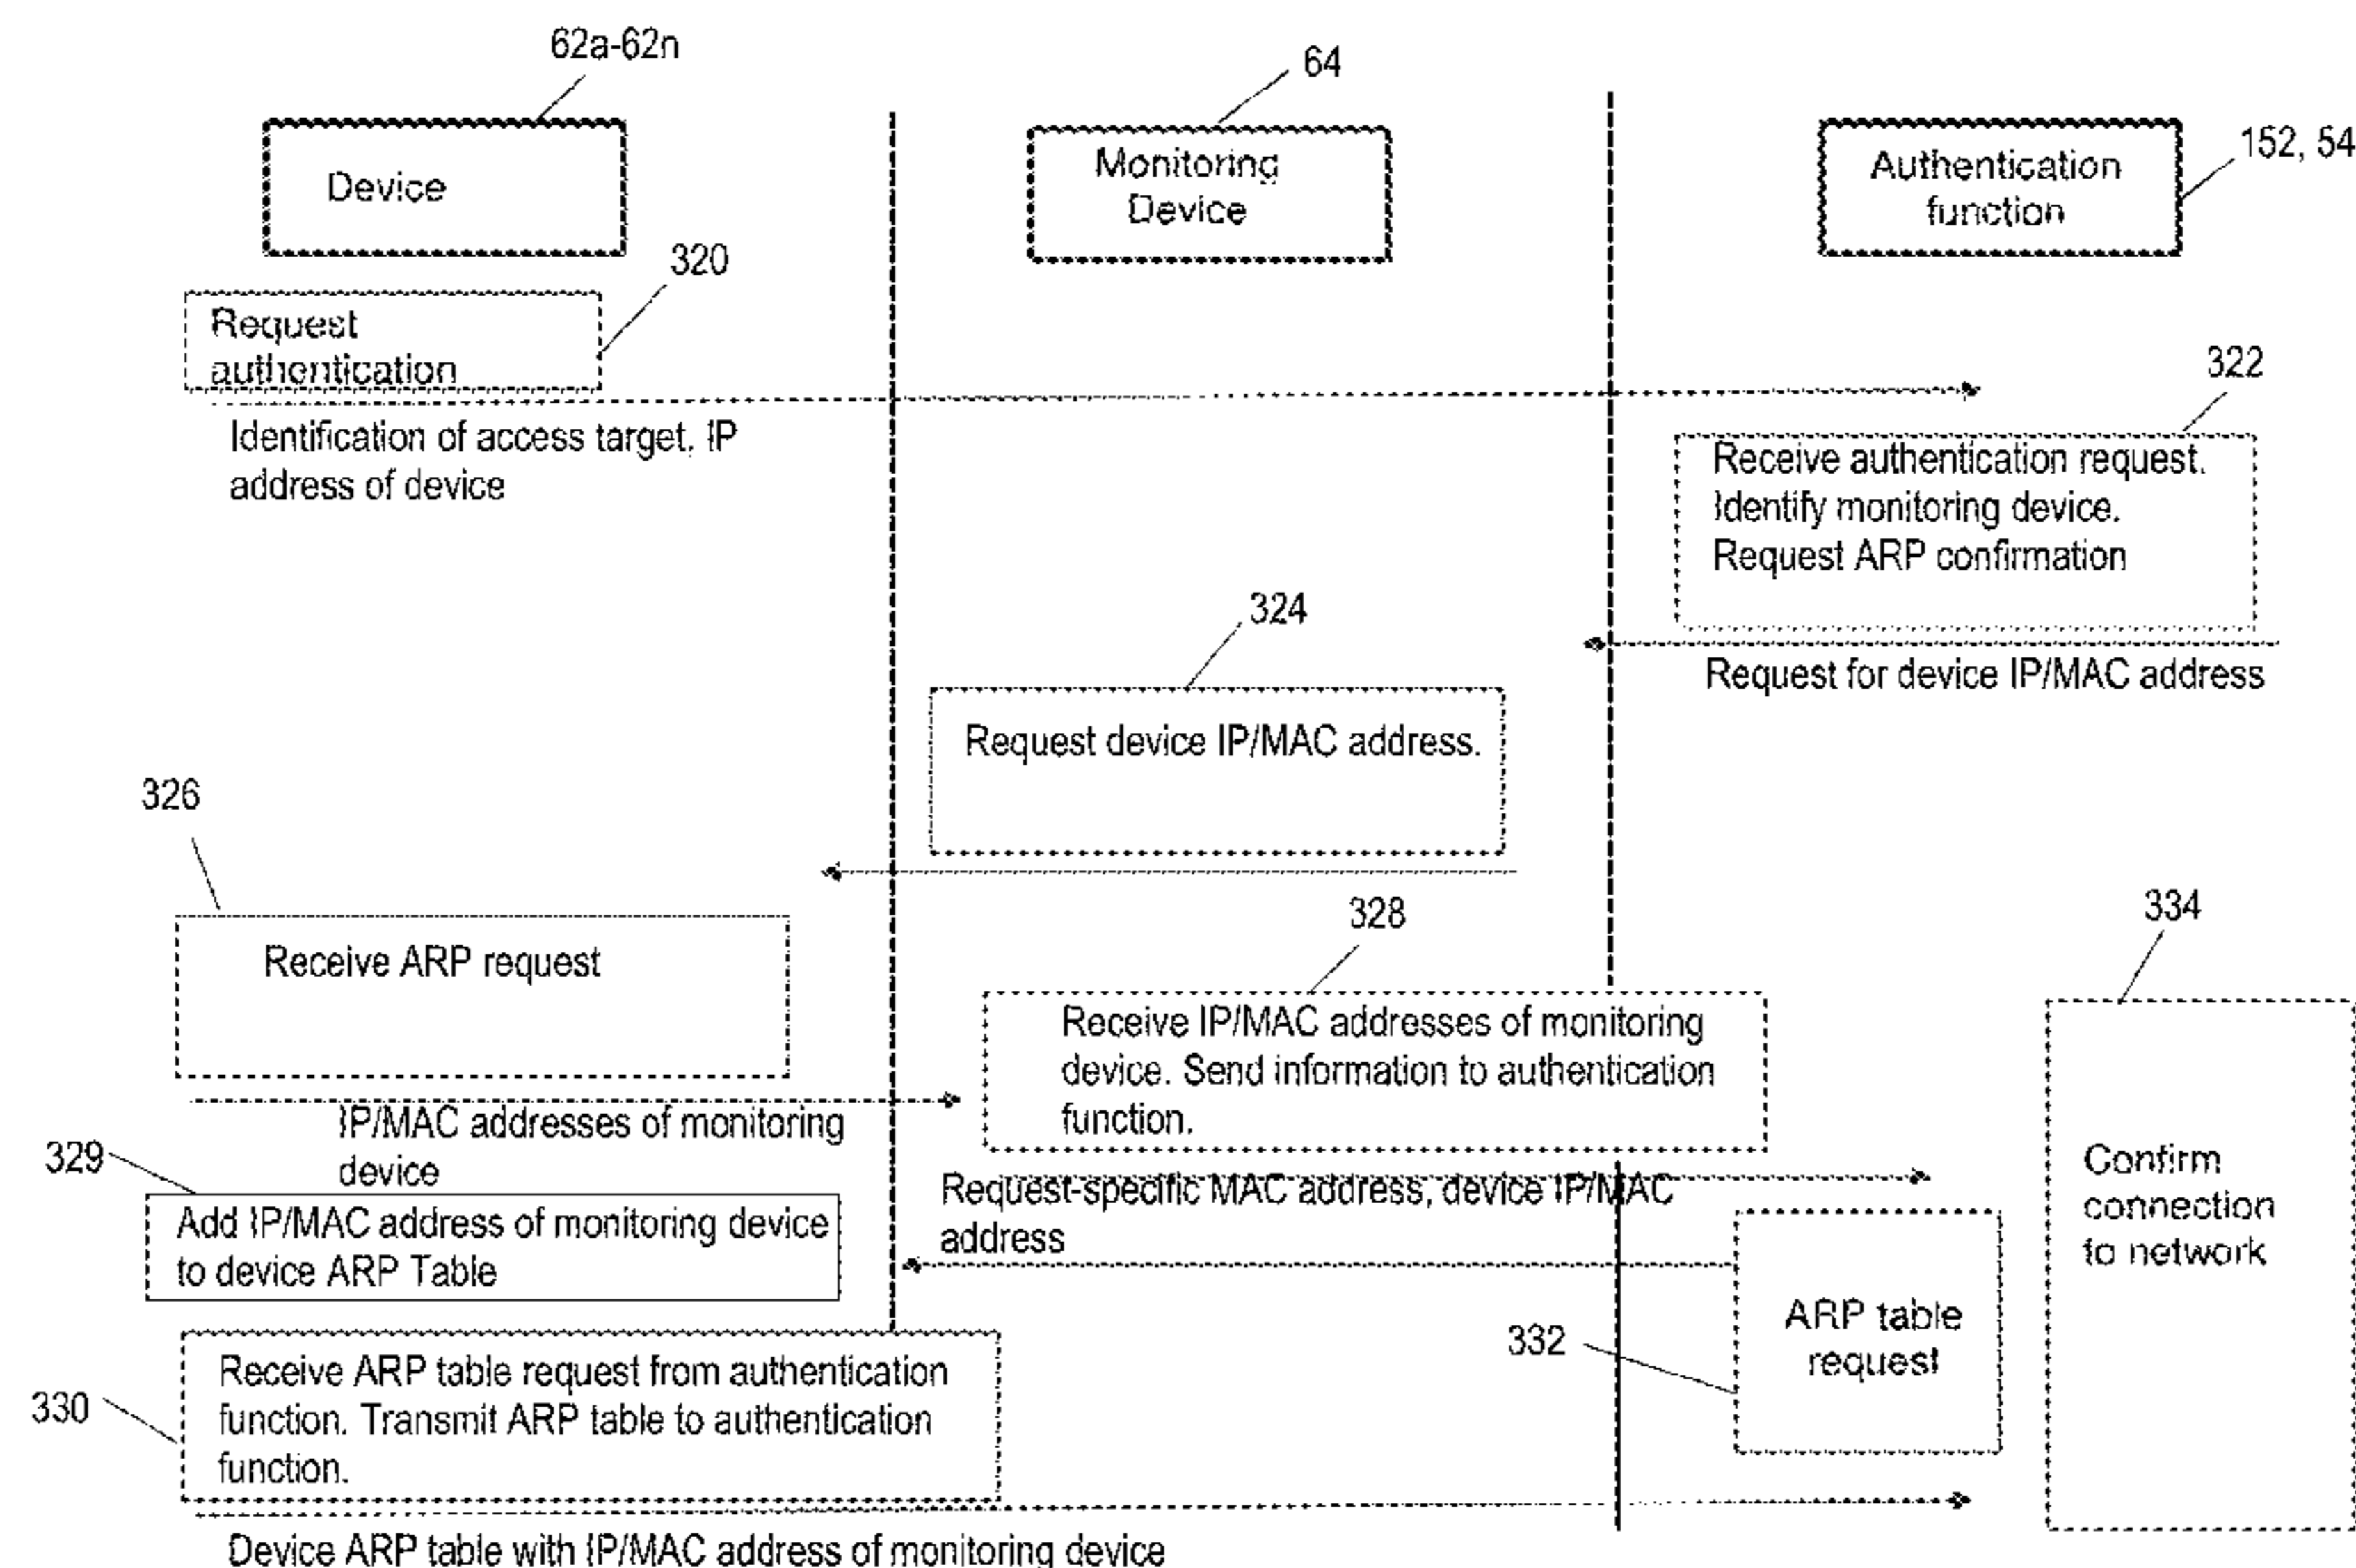 62a-62n
64
152, 54
Device
Monitoring
Device
Authentication
function
320
Request
authentication
322
Identification of access target, IP
address of device
Receive authentication request.
Identify monitoring device.
Request ARP confirmation
324
Request for device IP/MAC address
Request device IP/MAC address.
326
328
334
Receive ARP request
Receive IP/MAC addresses of monitoring
device. Send information to authentication
function.
IP/MAC addresses of monitoring
device
329
Add IP/MAC address of monitoring device
to device ARP Table
Request-specific MAC address, device IP/MAC
address
Confirm
connection
to network
ARP table
request
332
330
Receive ARP table request from authentication
function. Transmit ARP table to authentication
function.
Device ARP table with IP/MAC address of monitoring device